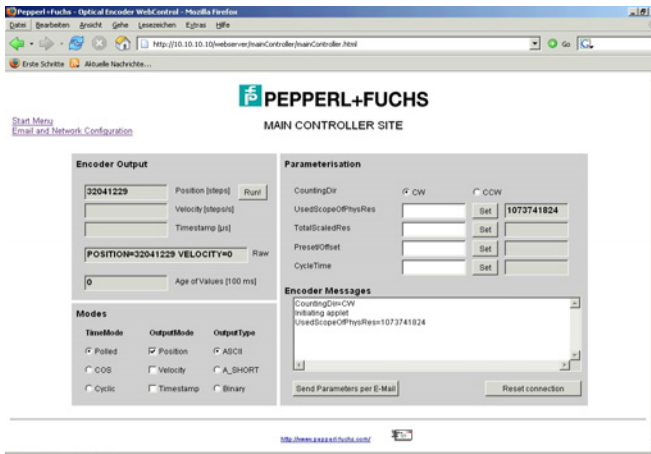 Pepperl+Fuchs - Optical Encoder WebControl - Mozilla Firefox
Datei Bearbeiten Ansicht Gehe Lesezeichen Extras Hilfe
http://10.10.10.10/webserver/mainController/mainController.html Go
Erste Schritte Aktuelle Nachrichte...
PEPPERL+FUCHS
MAIN CONTROLLER SITE
Start Menu
Email and Network Configuration
Encoder Output
32041229 Position [steps] Run!
Velocity [steps/s]
Timestamp [µs]
POSITION=32041229 VELOCITY=0 Raw
0 Age of Values [100 ms]
Modes
TimeMode OutputMode OutputType
Polled Position ASCII
COS Velocity A_SHORT
Cyclic Timestamp Binary
Parameterisation
CountingDir CW CCW
UsedScopeOfPhysRes Set 1073741824
TotalScaledRes Set
Preset/Offset Set
CycleTime Set
Encoder Messages
CountingDir=CW
Initiating applet
UsedScopeOfPhysRes=1073741824
Send Parameters per E-Mail Reset connection
http://www.pepperl-fuchs.com/